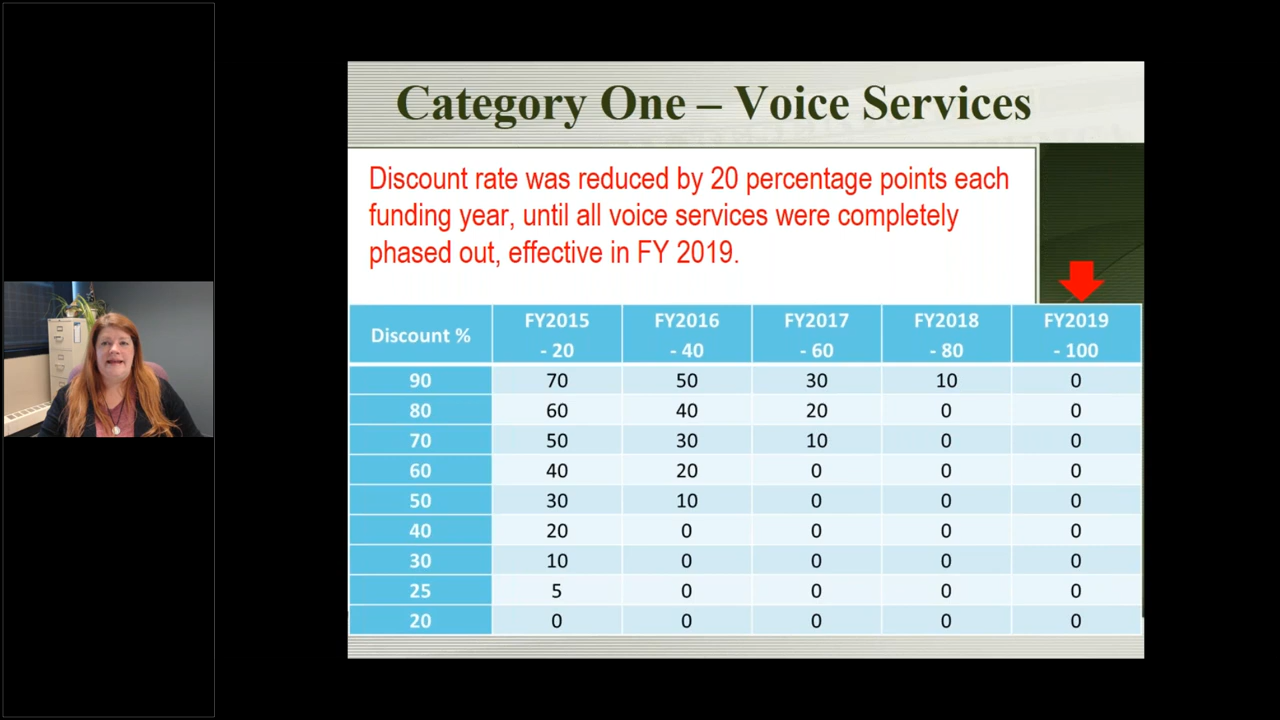 Category One – Voice Services
Discount rate was reduced by 20 percentage points each
funding year, until all voice services were completely
phased out, effective in FY 2019.
Discount % FY2015 - 20 FY2016 - 40 FY2017 - 60 FY2018 - 80 FY2019 - 100
90 70 50 30 10 0
80 60 40 20 0 0
70 50 30 10 0 0
60 40 20 0 0 0
50 30 10 0 0 0
40 20 0 0 0 0
30 10 0 0 0 0
25 5 0 0 0 0
20 0 0 0 0 0